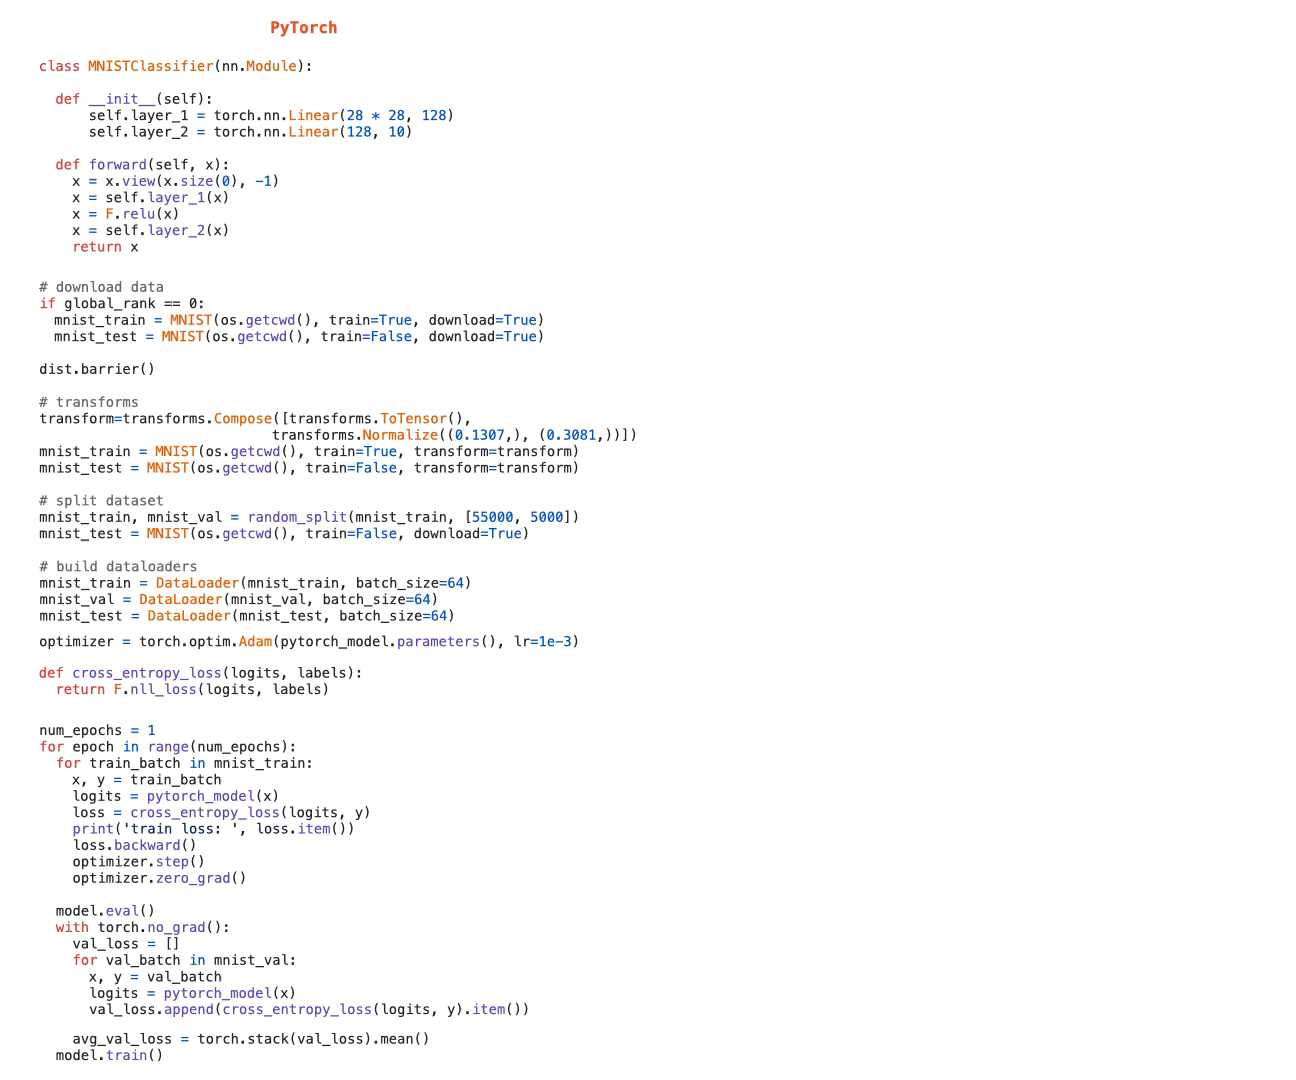 PyTorch
class MNISTClassifier(nn.Module):
def __init__(self):
self.layer_1 = torch.nn.Linear(28 * 28, 128)
self.layer_2 = torch.nn.Linear(128, 10)
def forward(self, x):
x = x.view(x.size(0), -1)
x = self.layer_1(x)
x = F.relu(x)
x = self.layer_2(x)
return x
# download data
if global_rank == 0:
mnist_train = MNIST(os.getcwd(), train=True, download=True)
mnist_test = MNIST(os.getcwd(), train=False, download=True)
dist.barrier()
# transforms
transform=transforms.Compose([transforms.ToTensor(),
transforms.Normalize((0.1307,), (0.3081,))])
mnist_train = MNIST(os.getcwd(), train=True, transform=transform)
mnist_test = MNIST(os.getcwd(), train=False, transform=transform)
# split dataset
mnist_train, mnist_val = random_split(mnist_train, [55000, 5000])
mnist_test = MNIST(os.getcwd(), train=False, download=True)
# build dataloaders
mnist_train = DataLoader(mnist_train, batch_size=64)
mnist_val = DataLoader(mnist_val, batch_size=64)
mnist_test = DataLoader(mnist_test, batch_size=64)
optimizer = torch.optim.Adam(pytorch_model.parameters(), lr=1e-3)
def cross_entropy_loss(logits, labels):
return F.nll_loss(logits, labels)
num_epochs = 1
for epoch in range(num_epochs):
for train_batch in mnist_train:
x, y = train_batch
logits = pytorch_model(x)
loss = cross_entropy_loss(logits, y)
print('train loss: ', loss.item())
loss.backward()
optimizer.step()
optimizer.zero_grad()
model.eval()
with torch.no_grad():
val_loss = []
for val_batch in mnist_val:
x, y = val_batch
logits = pytorch_model(x)
val_loss.append(cross_entropy_loss(logits, y).item())
avg_val_loss = torch.stack(val_loss).mean()
model.train()